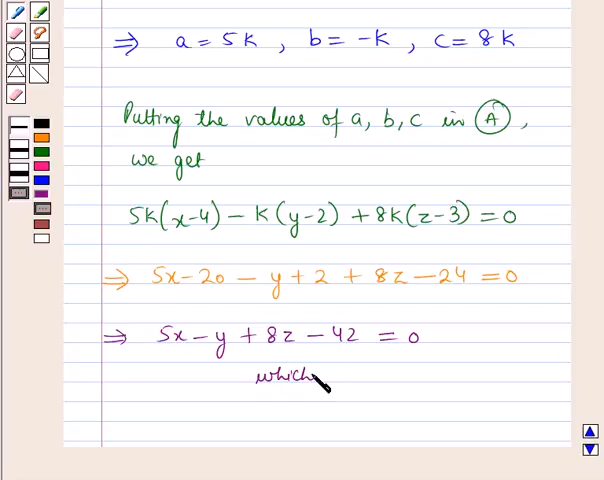 ⇒ a = 5k , b = -k , c = 8k
Putting the values of a, b, c in A ,
we get
5k(x-4) - k(y-2) + 8k(z-3) = 0
⇒ 5x - 20 - y + 2 + 8z - 24 = 0
⇒ 5x - y + 8z - 42 = 0
which